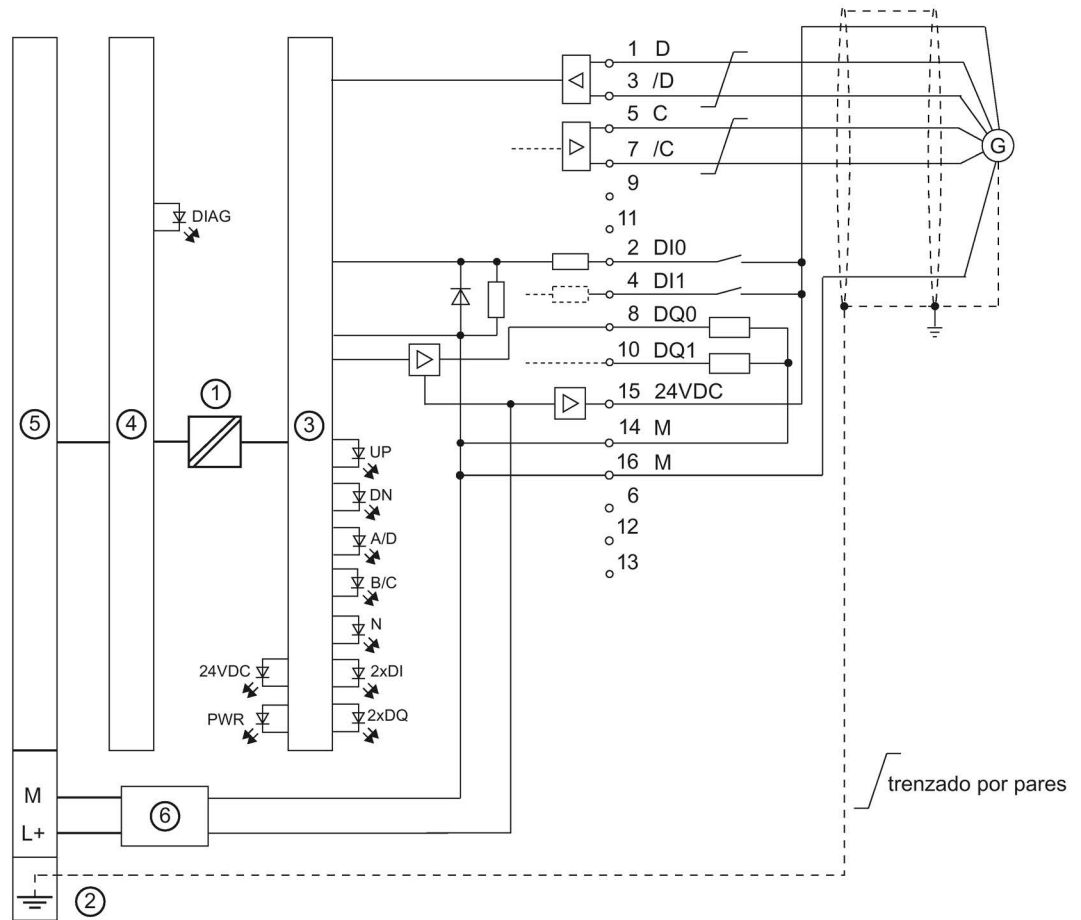 1 D
3 /D
5 C
7 /C
9
11
2 DI0
4 DI1
8 DQ0
10 DQ1
15 24VDC
14 M
16 M
6
12
13
G
DIAG
1
5
4
3
UP
DN
A/D
B/C
N
24VDC
2xDI
PWR
2xDQ
trenzado por pares
M
L+
6
2